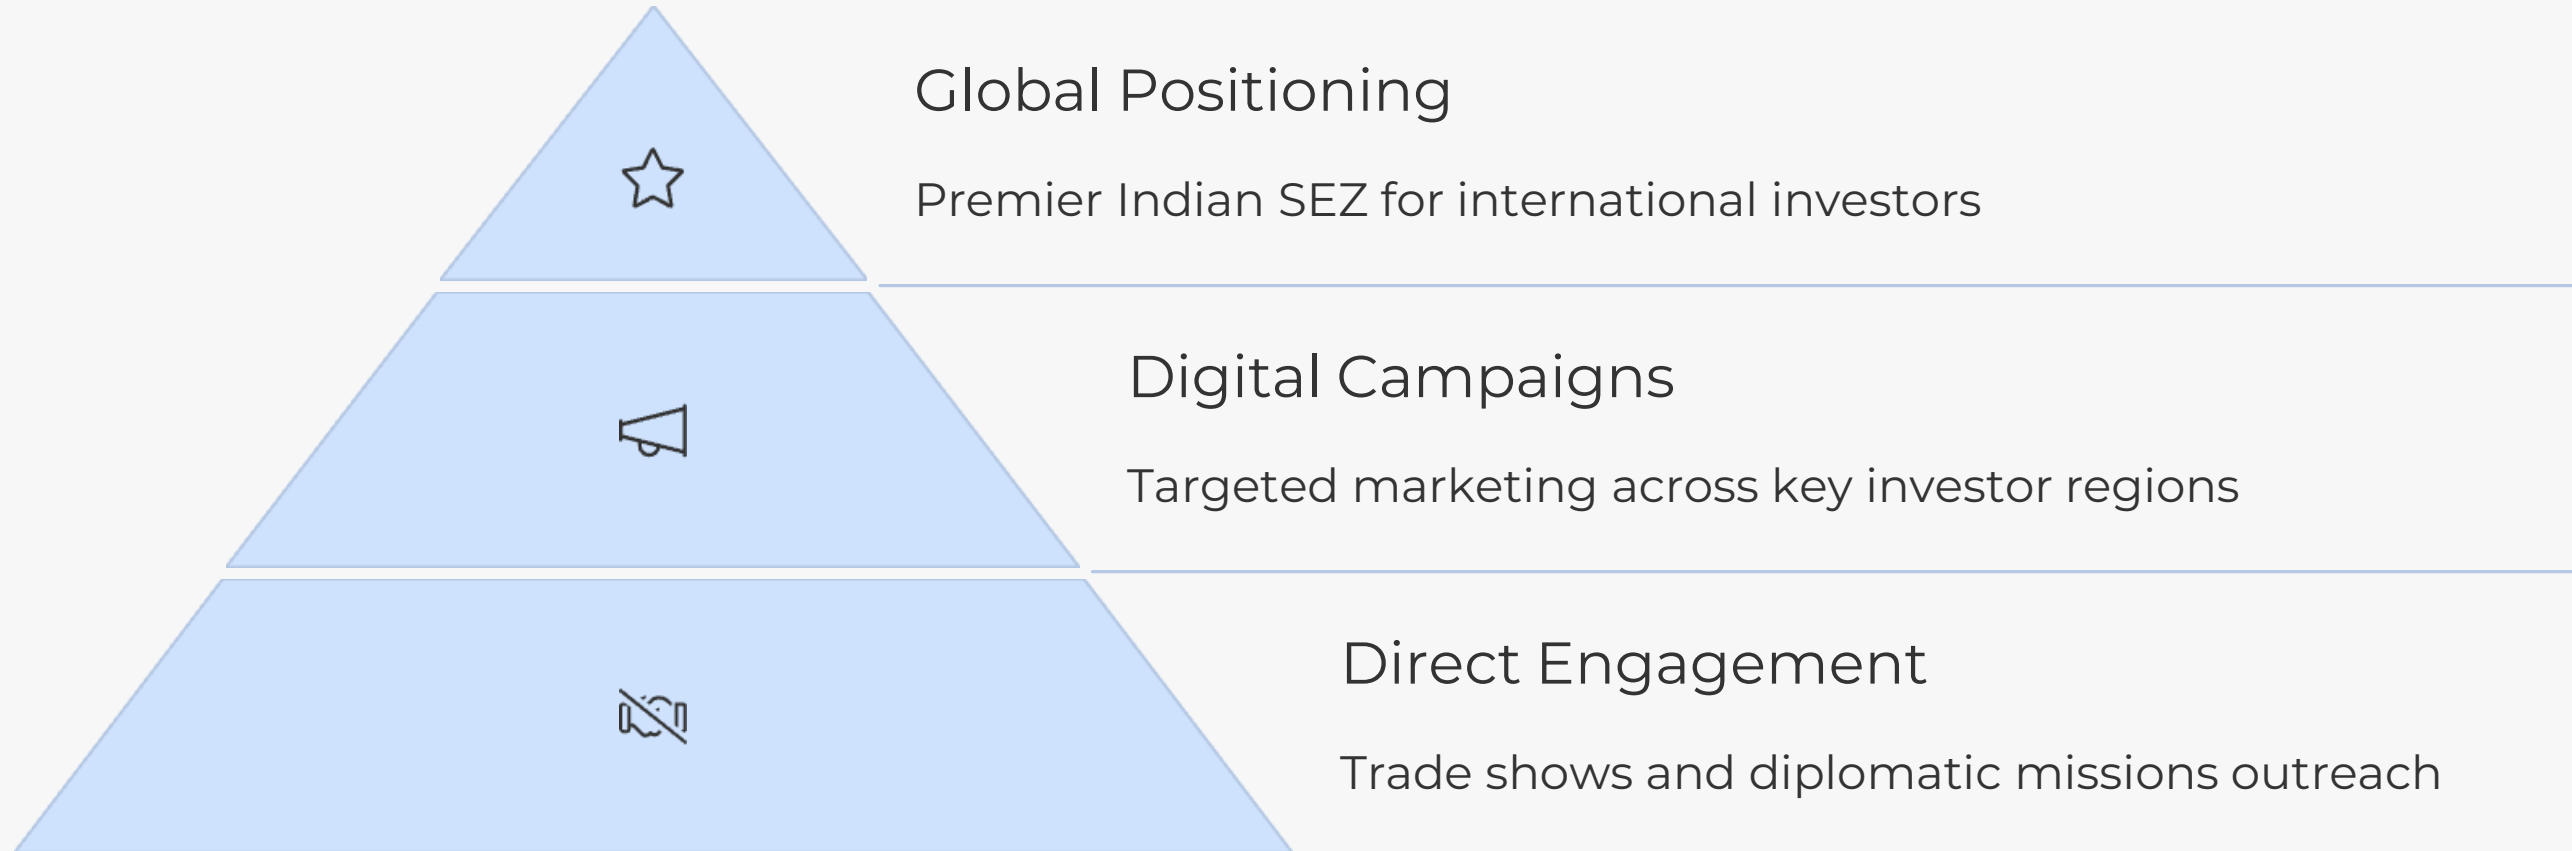 Global Positioning
Premier Indian SEZ for international investors
Digital Campaigns
Targeted marketing across key investor regions
Direct Engagement
Trade shows and diplomatic missions outreach